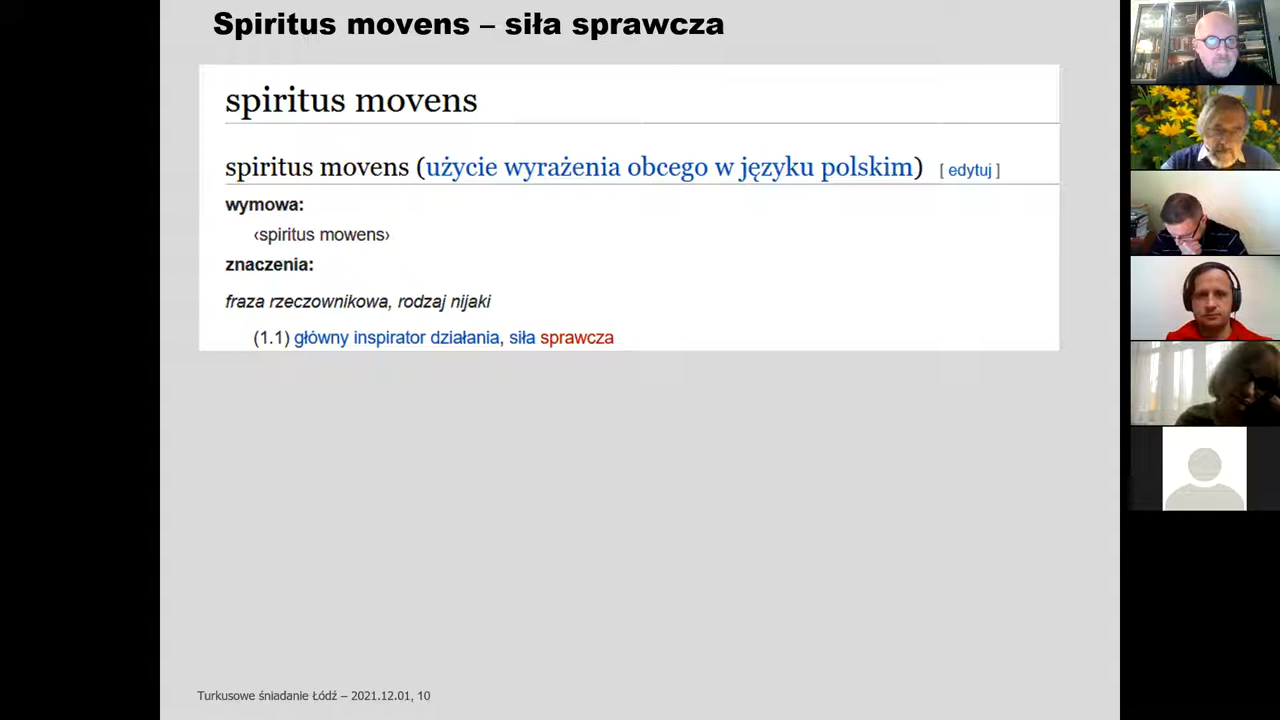 Spiritus movens – siła sprawcza
spiritus movens
spiritus movens (użycie wyrażenia obcego w języku polskim) [ edytuj ]
wymowa:
‹spiritus mowens›
znaczenia:
fraza rzeczownikowa, rodzaj nijaki
(1.1) główny inspirator działania, siła sprawcza
Turkusowe śniadanie Łódź – 2021.12.01, 10